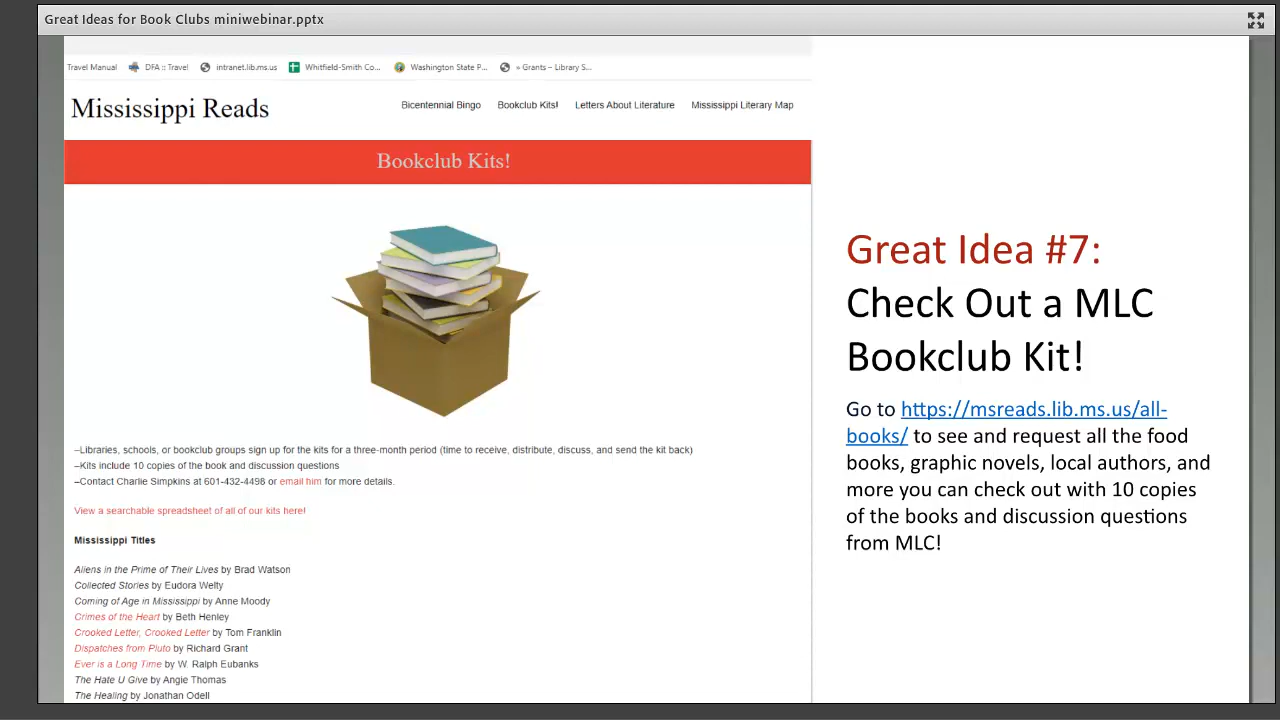 Great Ideas for Book Clubs miniwebinar.pptx
Travel Manual DFA :: Travel intranet.lib.ms.us Whitfield-Smith Co... Washington State P... » Grants – Library S...
Mississippi Reads
Bicentennial Bingo Bookclub Kits! Letters About Literature Mississippi Literary Map
Bookclub Kits!
–Libraries, schools, or bookclub groups sign up for the kits for a three-month period (time to receive, distribute, discuss, and send the kit back)
–Kits include 10 copies of the book and discussion questions
–Contact Charlie Simpkins at 601-432-4498 or email him for more details.
View a searchable spreadsheet of all of our kits here!
Mississippi Titles
Aliens in the Prime of Their Lives by Brad Watson
Collected Stories by Eudora Welty
Coming of Age in Mississippi by Anne Moody
Crimes of the Heart by Beth Henley
Crooked Letter, Crooked Letter by Tom Franklin
Dispatches from Pluto by Richard Grant
Ever is a Long Time by W. Ralph Eubanks
The Hate U Give by Angie Thomas
The Healing by Jonathan Odell
Great Idea #7:
Check Out a MLC
Bookclub Kit!
Go to https://msreads.lib.ms.us/all-
books/ to see and request all the food
books, graphic novels, local authors, and
more you can check out with 10 copies
of the books and discussion questions
from MLC!